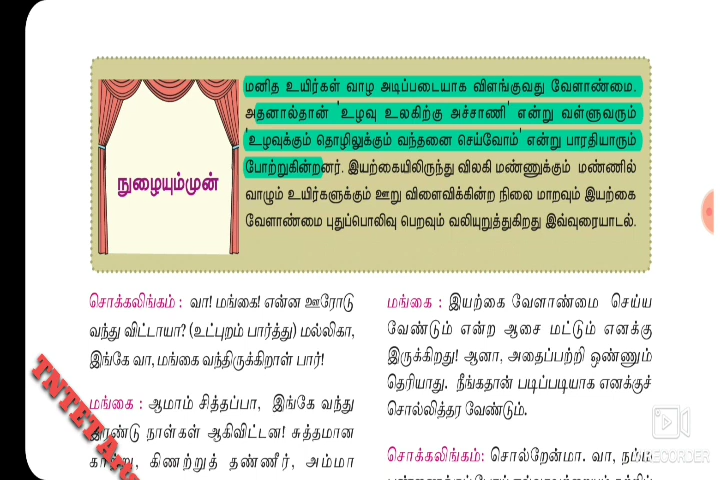 மனித உயிர்கள் வாழ அடிப்படையாக விளங்குவது வேளாண்மை.
அதனால்தான் 'உழவு உலகிற்கு அச்சாணி' என்று வள்ளுவரும்
'உழவுக்கும் தொழிலுக்கும் வந்தனை செய்வோம்' என்று பாரதியாரும்
போற்றுகின்றனர். இயற்கையிலிருந்து விலகி மண்ணுக்கும் மண்ணில்
வாழும் உயிர்களுக்கும் ஊறு விளைவிக்கின்ற நிலை மாறவும் இயற்கை
வேளாண்மை புதுப்பொலிவு பெறவும் வலியுறுத்துகிறது இவ்வுரையாடல்.
நுழையும்முன்
சொக்கலிங்கம் : வா! மங்கை! என்ன ஊரோடு
வந்து விட்டாயா? (உட்புறம் பார்த்து) மல்லிகா,
இங்கே வா, மங்கை வந்திருக்கிறாள் பார்!
மங்கை : ஆமாம் சித்தப்பா, இங்கே வந்து
இரண்டு நாள்கள் ஆகிவிட்டன! சுத்தமான
காற்று, கிணற்றுத் தண்ணீர், அம்மா
மங்கை : இயற்கை வேளாண்மை செய்ய
வேண்டும் என்ற ஆசை மட்டும் எனக்கு
இருக்கிறது! ஆனா, அதைப்பற்றி ஒண்ணும்
தெரியாது. நீங்கதான் படிப்படியாக எனக்குச்
சொல்லித்தர வேண்டும்.
சொக்கலிங்கம்: சொல்றேன்மா. வா, நம்ம
RECORDER